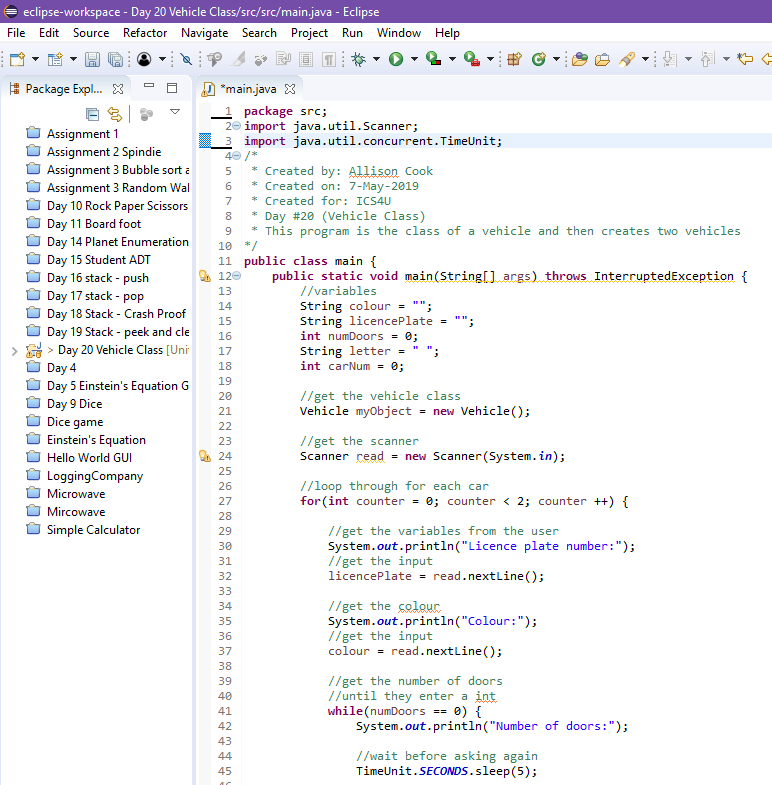 eclipse-workspace - Day 20 Vehicle Class/src/src/main.java - Eclipse
File Edit Source Refactor Navigate Search Project Run Window Help
Package Expl...
*main.java
Assignment 1
Assignment 2 Spindie
Assignment 3 Bubble sort a
Assignment 3 Random Wal
Day 10 Rock Paper Scissors
Day 11 Board foot
Day 14 Planet Enumeration
Day 15 Student ADT
Day 16 stack - push
Day 17 stack - pop
Day 18 Stack - Crash Proof
Day 19 Stack - peek and cle
> Day 20 Vehicle Class [Uni
Day 4
Day 5 Einstein's Equation G
Day 9 Dice
Dice game
Einstein's Equation
Hello World GUI
LoggingCompany
Microwave
Mircowave
Simple Calculator
1 package src;
2 import java.util.Scanner;
3 import java.util.concurrent.TimeUnit;
4 /*
5 * Created by: Allison Cook
6 * Created on: 7-May-2019
7 * Created for: ICS4U
8 * Day #20 (Vehicle Class)
9 * This program is the class of a vehicle and then creates two vehicles
10 */
11 public class main {
12 public static void main(String[] args) throws InterruptedException {
13 //variables
14 String colour = "";
15 String licencePlate = "";
16 int numDoors = 0;
17 String letter = " ";
18 int carNum = 0;
19
20 //get the vehicle class
21 Vehicle myObject = new Vehicle();
22
23 //get the scanner
24 Scanner read = new Scanner(System.in);
25
26 //loop through for each car
27 for(int counter = 0; counter < 2; counter ++) {
28
29 //get the variables from the user
30 System.out.println("Licence plate number:");
31 //get the input
32 licencePlate = read.nextLine();
33
34 //get the colour
35 System.out.println("Colour:");
36 //get the input
37 colour = read.nextLine();
38
39 //get the number of doors
40 //until they enter a int
41 while(numDoors == 0) {
42 System.out.println("Number of doors:");
43
44 //wait before asking again
45 TimeUnit.SECONDS.sleep(5);